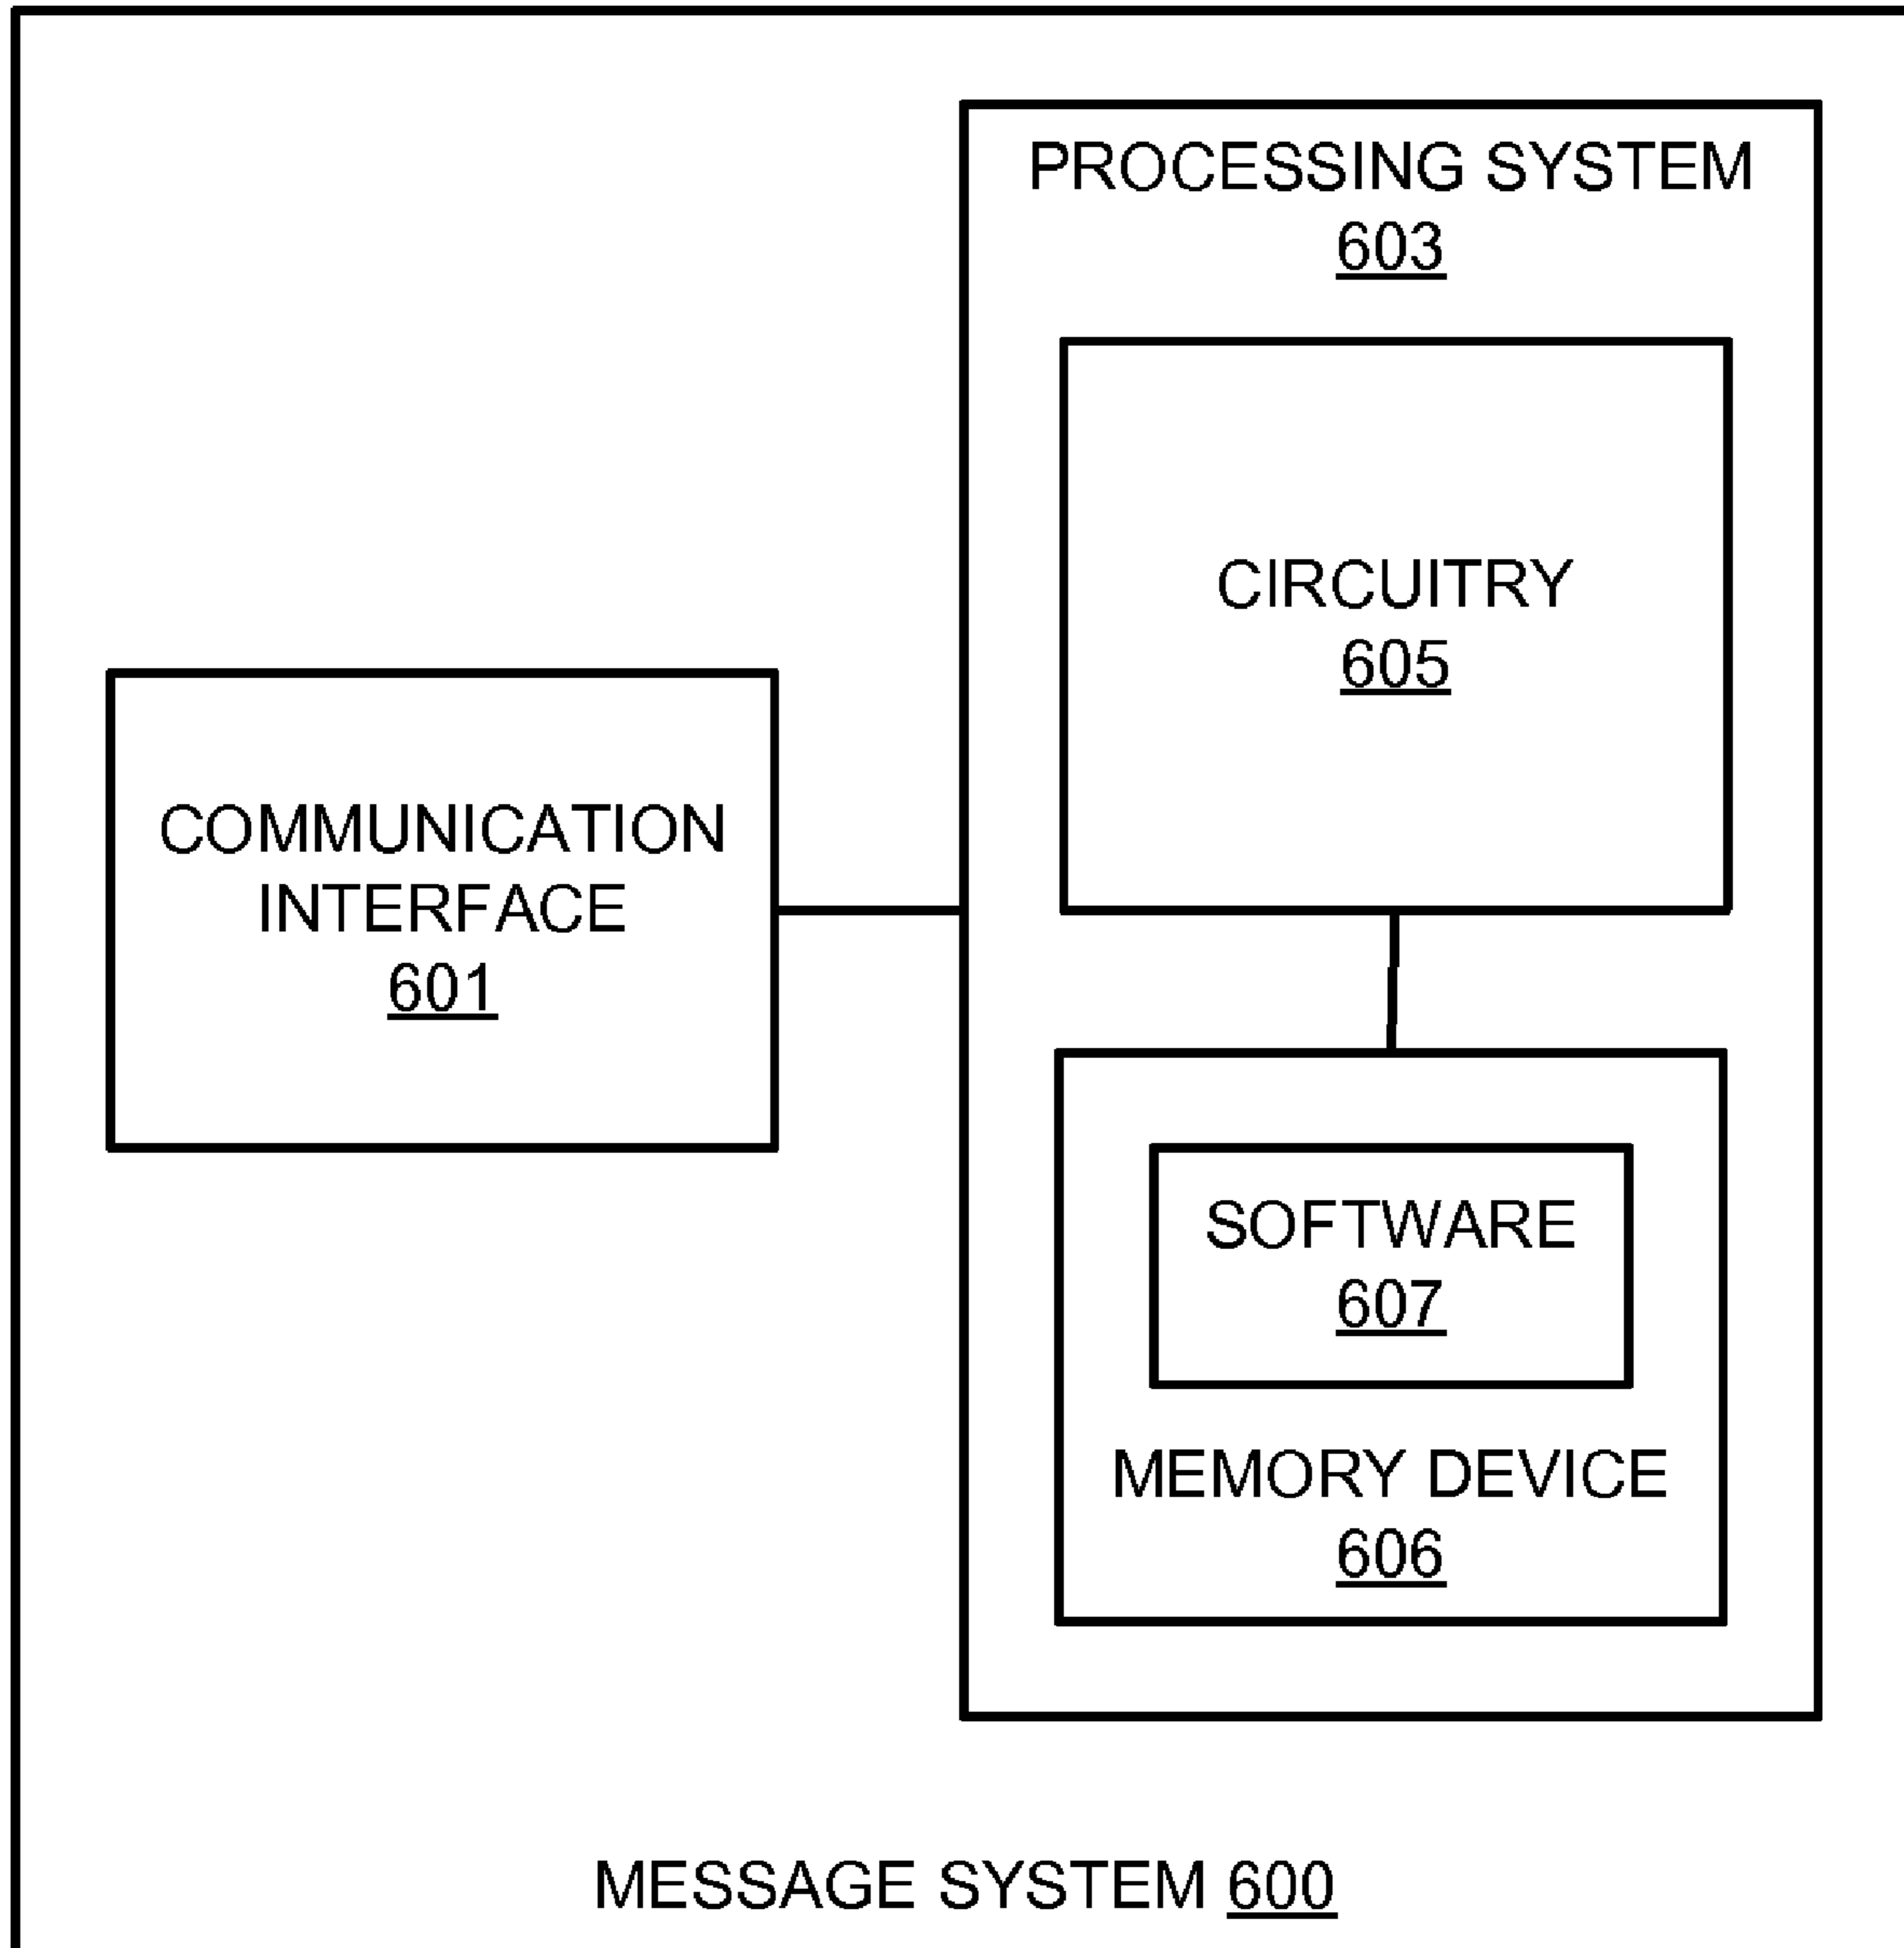 PROCESSING SYSTEM
603
CIRCUITRY
605
COMMUNICATION
INTERFACE
601
SOFTWARE
607
MEMORY DEVICE
606
MESSAGE SYSTEM 600